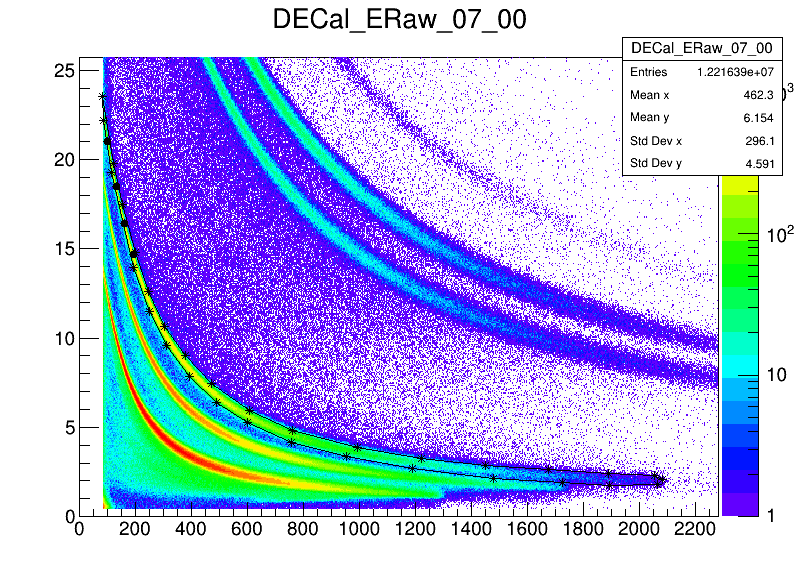 DECal_ERaw_07_00
DECal_ERaw_07_00
Entries 1.221639e+07
Mean x 462.3
Mean y 6.154
Std Dev x 296.1
Std Dev y 4.591
25
20
15
10
5
0
0 200 400 600 800 1000 1200 1400 1600 1800 2000 2200
10²
10
1